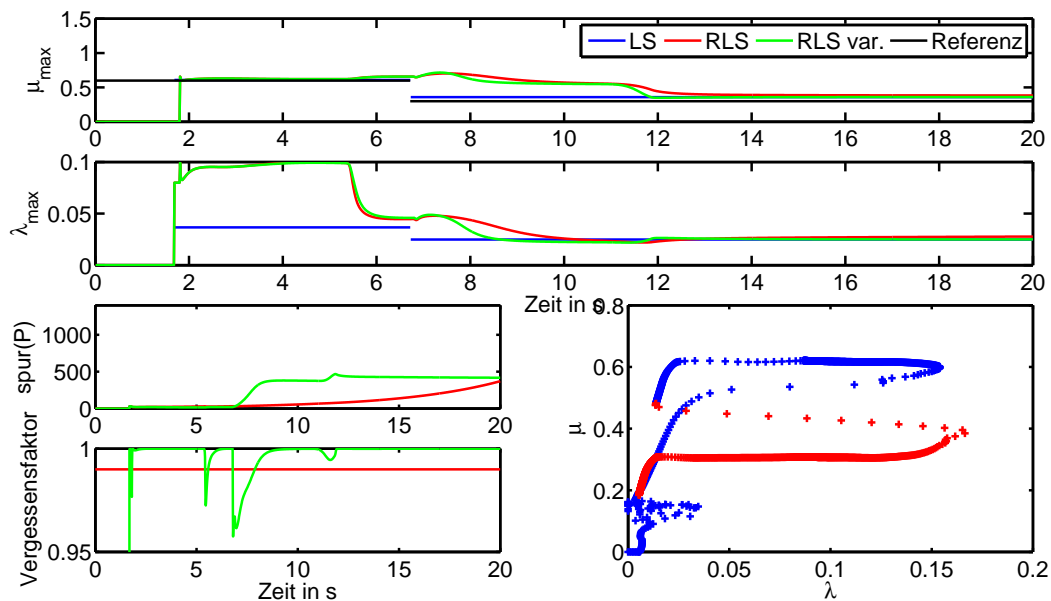 1.5
1
0.5
0
μmax
LS RLS RLS var. Referenz
0 2 4 6 8 10 12 14 16 18 20
0.1
0.05
0
λmax
0 2 4 6 8 10 12 14 16 18 20
Zeit in s
1000
500
0
spur(P)
0 5 10 15 20
1
0.95
Vergessensfaktor
0 5 10 15 20
Zeit in s
0.8
0.6
0.4
0.2
0
μ
0 0.05 0.1 0.15 0.2
λ